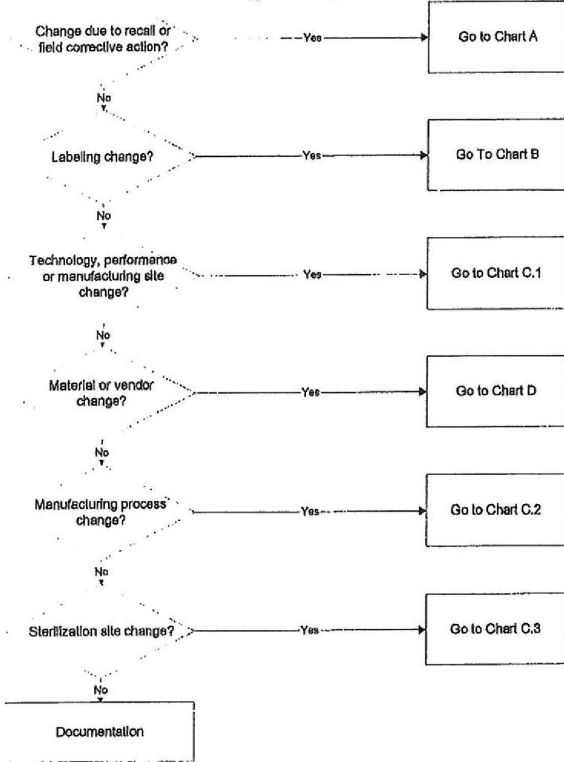 Change due to recall or
field corrective action?
Yes
Go to Chart A
No
Labeling change?
Yes
Go To Chart B
No
Technology, performance
or manufacturing site
change?
Yes
Go to Chart C.1
No
Material or vendor
change?
Yes
Go to Chart D
No
Manufacturing process
change?
Yes
Go to Chart C.2
No
Sterilization site change?
Yes
Go to Chart C.3
No
Documentation